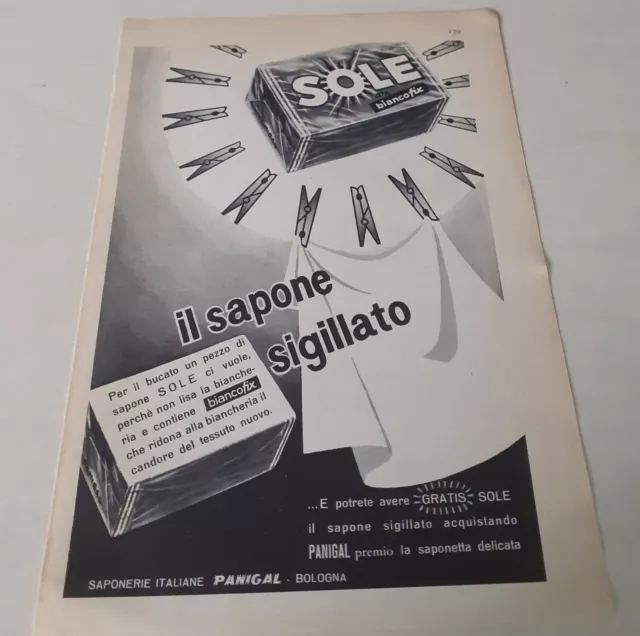 179
SOLE
biancofix
il sapone
sigillato
Per il bucato un pezzo di
sapone SOLE ci vuole,
perchè non lisa la bianche-
ria e contiene biancofix
che ridona alla biancheria il
candore del tessuto nuovo.
...E potrete avere GRATIS SOLE
il sapone sigillato acquistando
PANIGAL premio la saponetta delicata
SAPONERIE ITALIANE PANIGAL - BOLOGNA